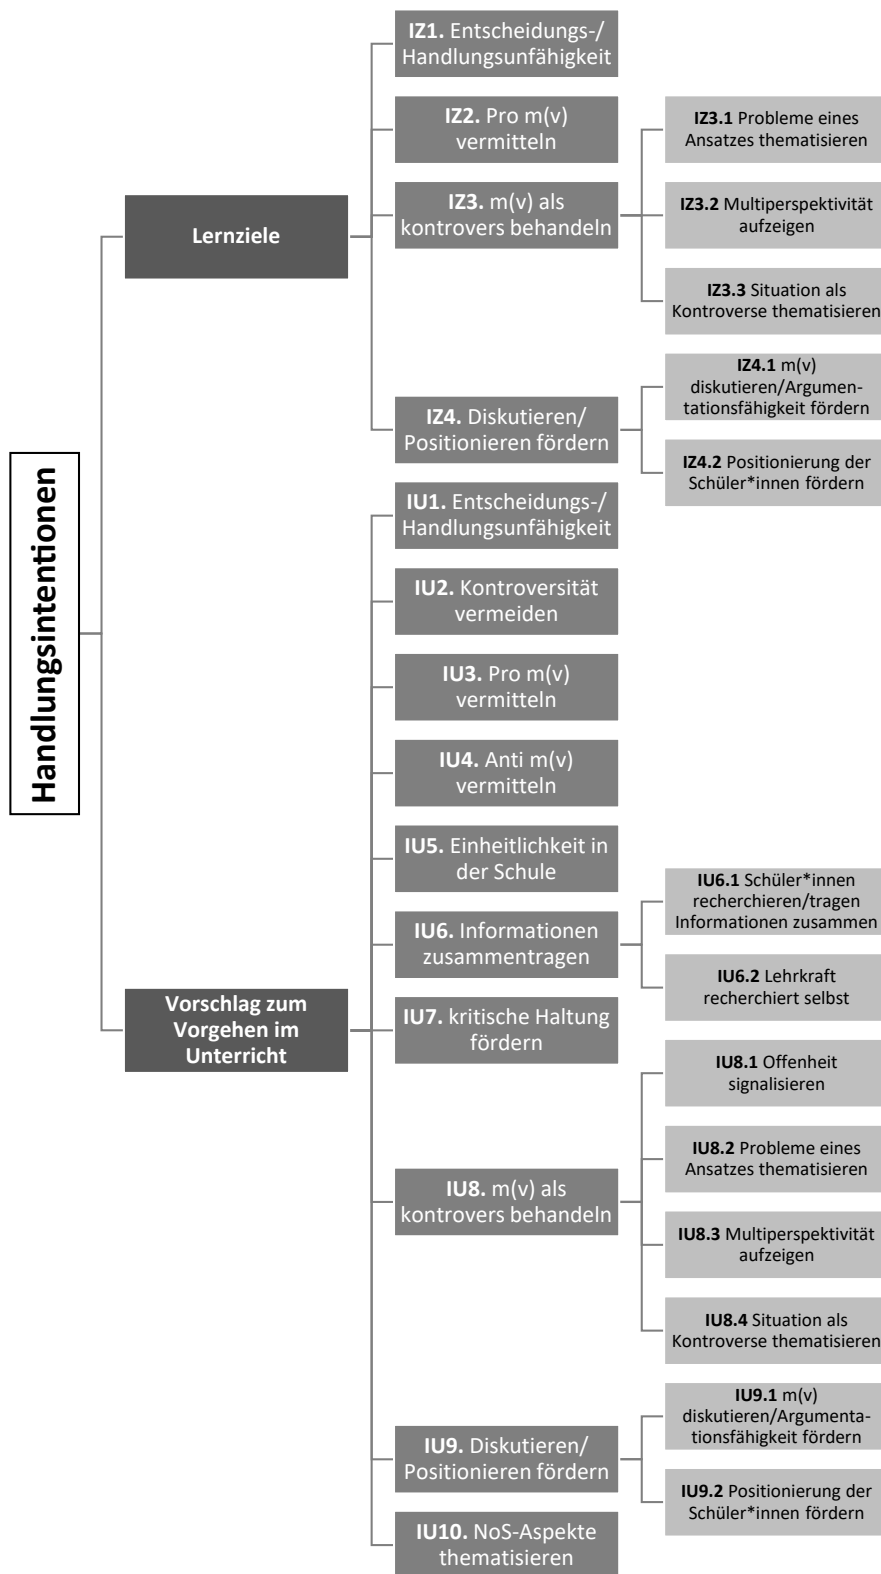 Handlungsintentionen
Lernziele
IZ1. Entscheidungs-/
Handlungsunfähigkeit
IZ2. Pro m(v)
vermitteln
IZ3. m(v) als
kontrovers behandeln
IZ3.1 Probleme eines
Ansatzes thematisieren
IZ3.2 Multiperspektivität
aufzeigen
IZ3.3 Situation als
Kontroverse thematisieren
IZ4. Diskutieren/
Positionieren fördern
IZ4.1 m(v)
diskutieren/Argumen-
tationsfähigkeit fördern
IZ4.2 Positionierung der
Schüler*innen fördern
Vorschlag zum
Vorgehen im
Unterricht
IU1. Entscheidungs-/
Handlungsunfähigkeit
IU2. Kontroversität
vermeiden
IU3. Pro m(v)
vermitteln
IU4. Anti m(v)
vermitteln
IU5. Einheitlichkeit in
der Schule
IU6. Informationen
zusammentragen
IU6.1 Schüler*innen
recherchieren/tragen
Informationen zusammen
IU6.2 Lehrkraft
recherchiert selbst
IU7. kritische Haltung
fördern
IU8. m(v) als
kontrovers behandeln
IU8.1 Offenheit
signalisieren
IU8.2 Probleme eines
Ansatzes thematisieren
IU8.3 Multiperspektivität
aufzeigen
IU8.4 Situation als
Kontroverse thematisieren
IU9. Diskutieren/
Positionieren fördern
IU9.1 m(v)
diskutieren/Argumenta-
tionsfähigkeit fördern
IU9.2 Positionierung der
Schüler*innen fördern
IU10. NoS-Aspekte
thematisieren